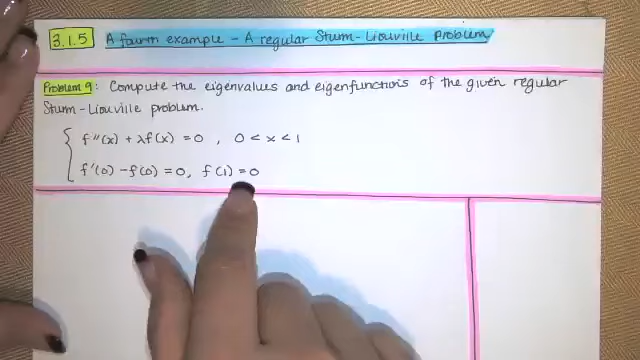 3.1.5 A fourth example - A regular Sturm-Liouville Problem
Problem 9: Compute the eigenvalues and eigenfunctions of the given regular
Sturm-Liouville problem.
f''(x) + λf(x) = 0, 0 < x < 1
f'(0) - f(0) = 0, f(1) = 0